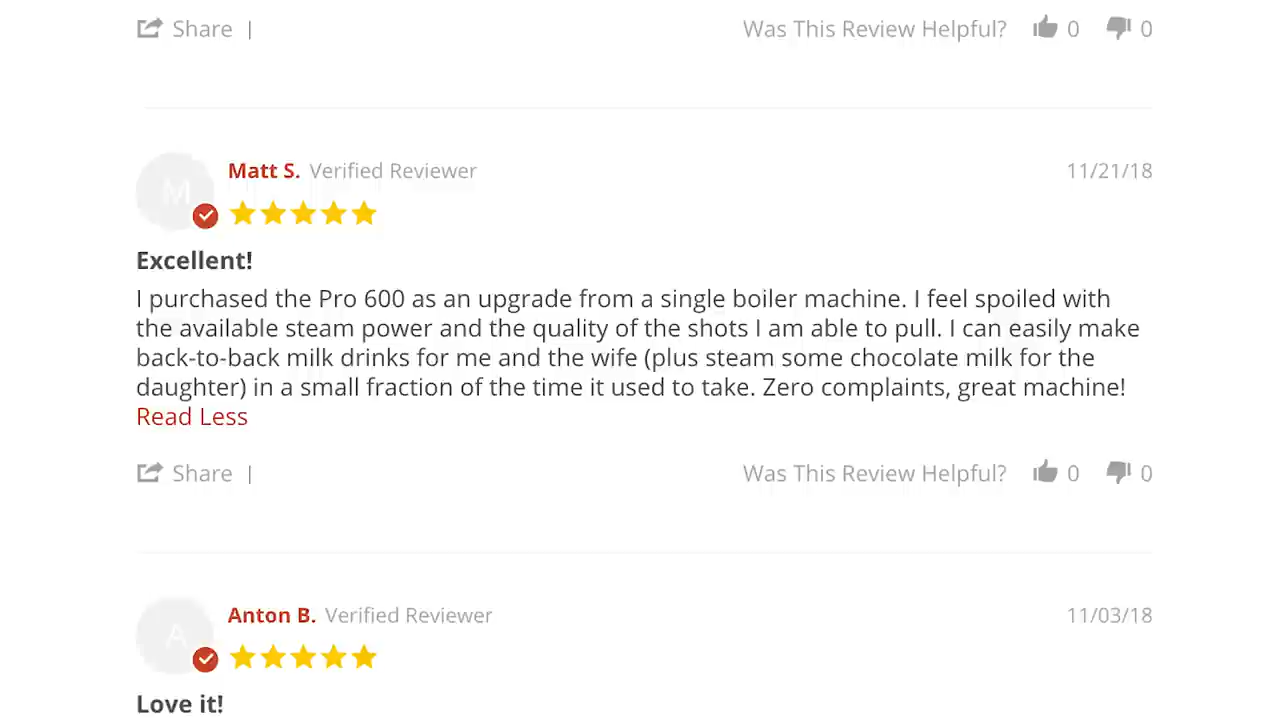 Share |
Was This Review Helpful? 0 0
M
Matt S. Verified Reviewer
11/21/18
Excellent!
I purchased the Pro 600 as an upgrade from a single boiler machine. I feel spoiled with
the available steam power and the quality of the shots I am able to pull. I can easily make
back-to-back milk drinks for me and the wife (plus steam some chocolate milk for the
daughter) in a small fraction of the time it used to take. Zero complaints, great machine!
Read Less
Share |
Was This Review Helpful? 0 0
A
Anton B. Verified Reviewer
11/03/18
Love it!